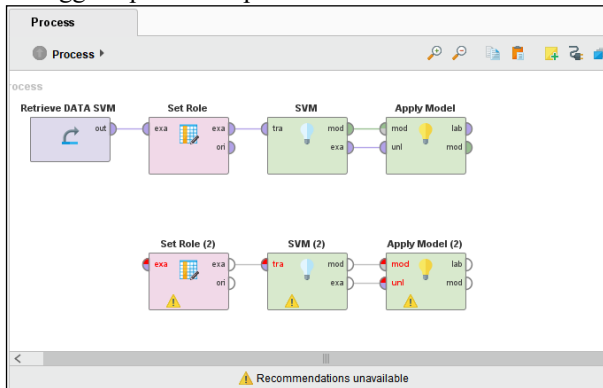 Process
Process
ocess
Retrieve DATA SVM
Set Role
SVM
Apply Model
out
exa
exa
ori
tra
mod
exa
mod
unl
lab
mod
Set Role (2)
SVM (2)
Apply Model (2)
exa
exa
ori
tra
mod
exa
mod
unl
lab
mod
Recommendations unavailable